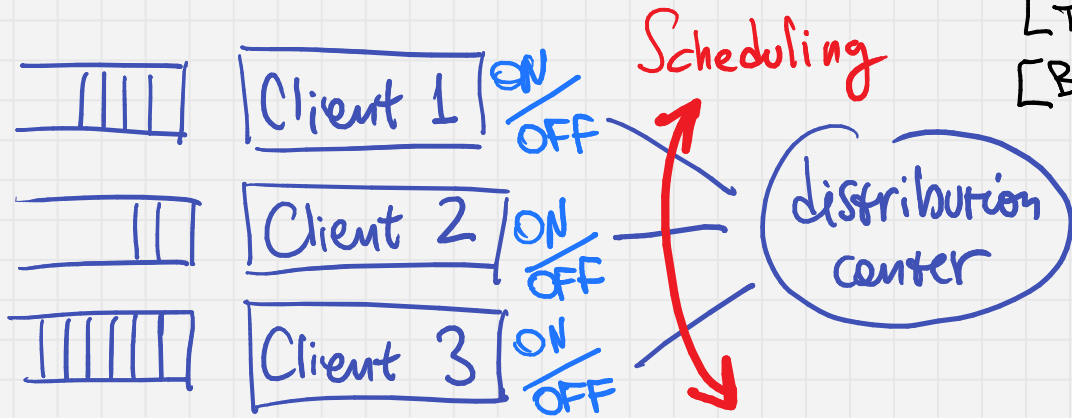 Scheduling
Client 1
ON
OFF
Client 2
ON
OFF
Client 3
ON
OFF
distribution
center